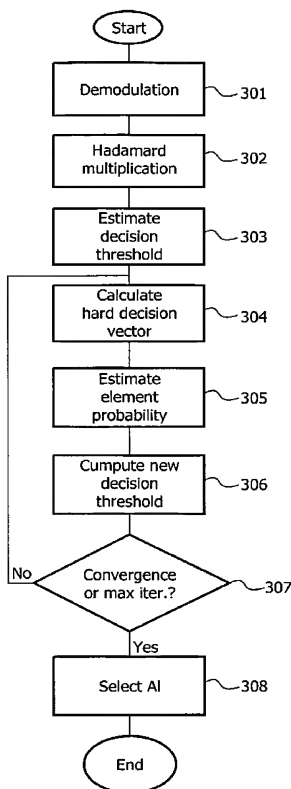 Start
Demodulation
301
Hadamard
multiplication
302
Estimate
decision
threshold
303
Calculate
hard decision
vector
304
Estimate
element
probability
305
Cumpute new
decision
threshold
306
Convergence
or max iter.?
307
No
Yes
Select AI
308
End